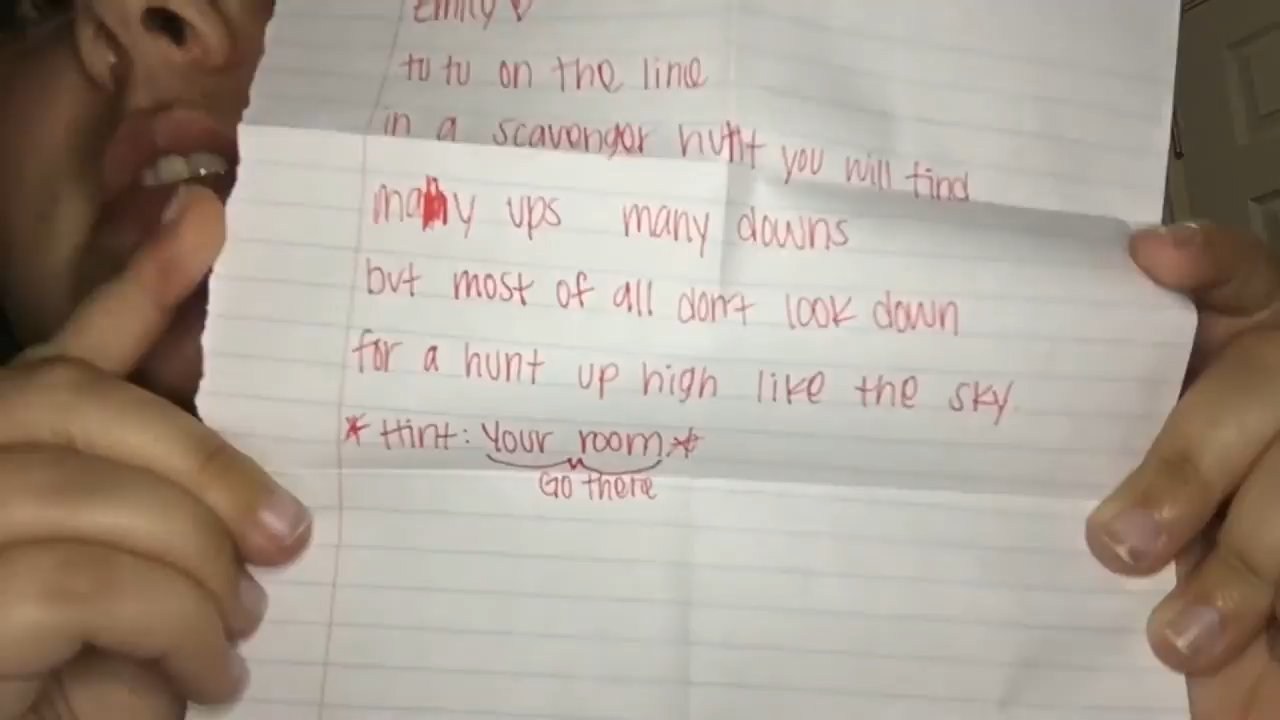 Emily ♡
tu tu on the line
in a scavenger hunt you will find
many ups many downs
but most of all don't look down
for a hunt up high like the sky
*Hint: Your room*
Go there